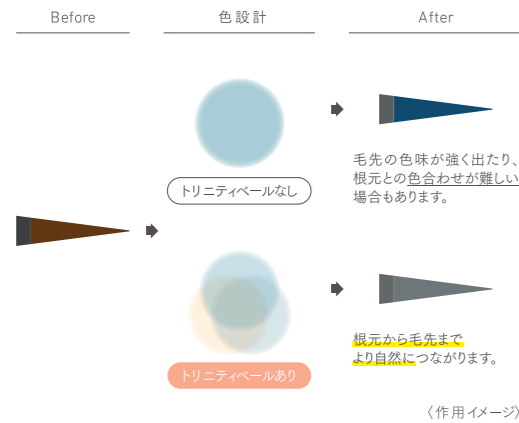 Before
色設計
After
トリニティベールなし
毛先の色味が強く出たり、
根元との色合わせが難しい
場合もあります。
トリニティベールあり
根元から毛先まで
より自然につながります。
〈作用イメージ〉